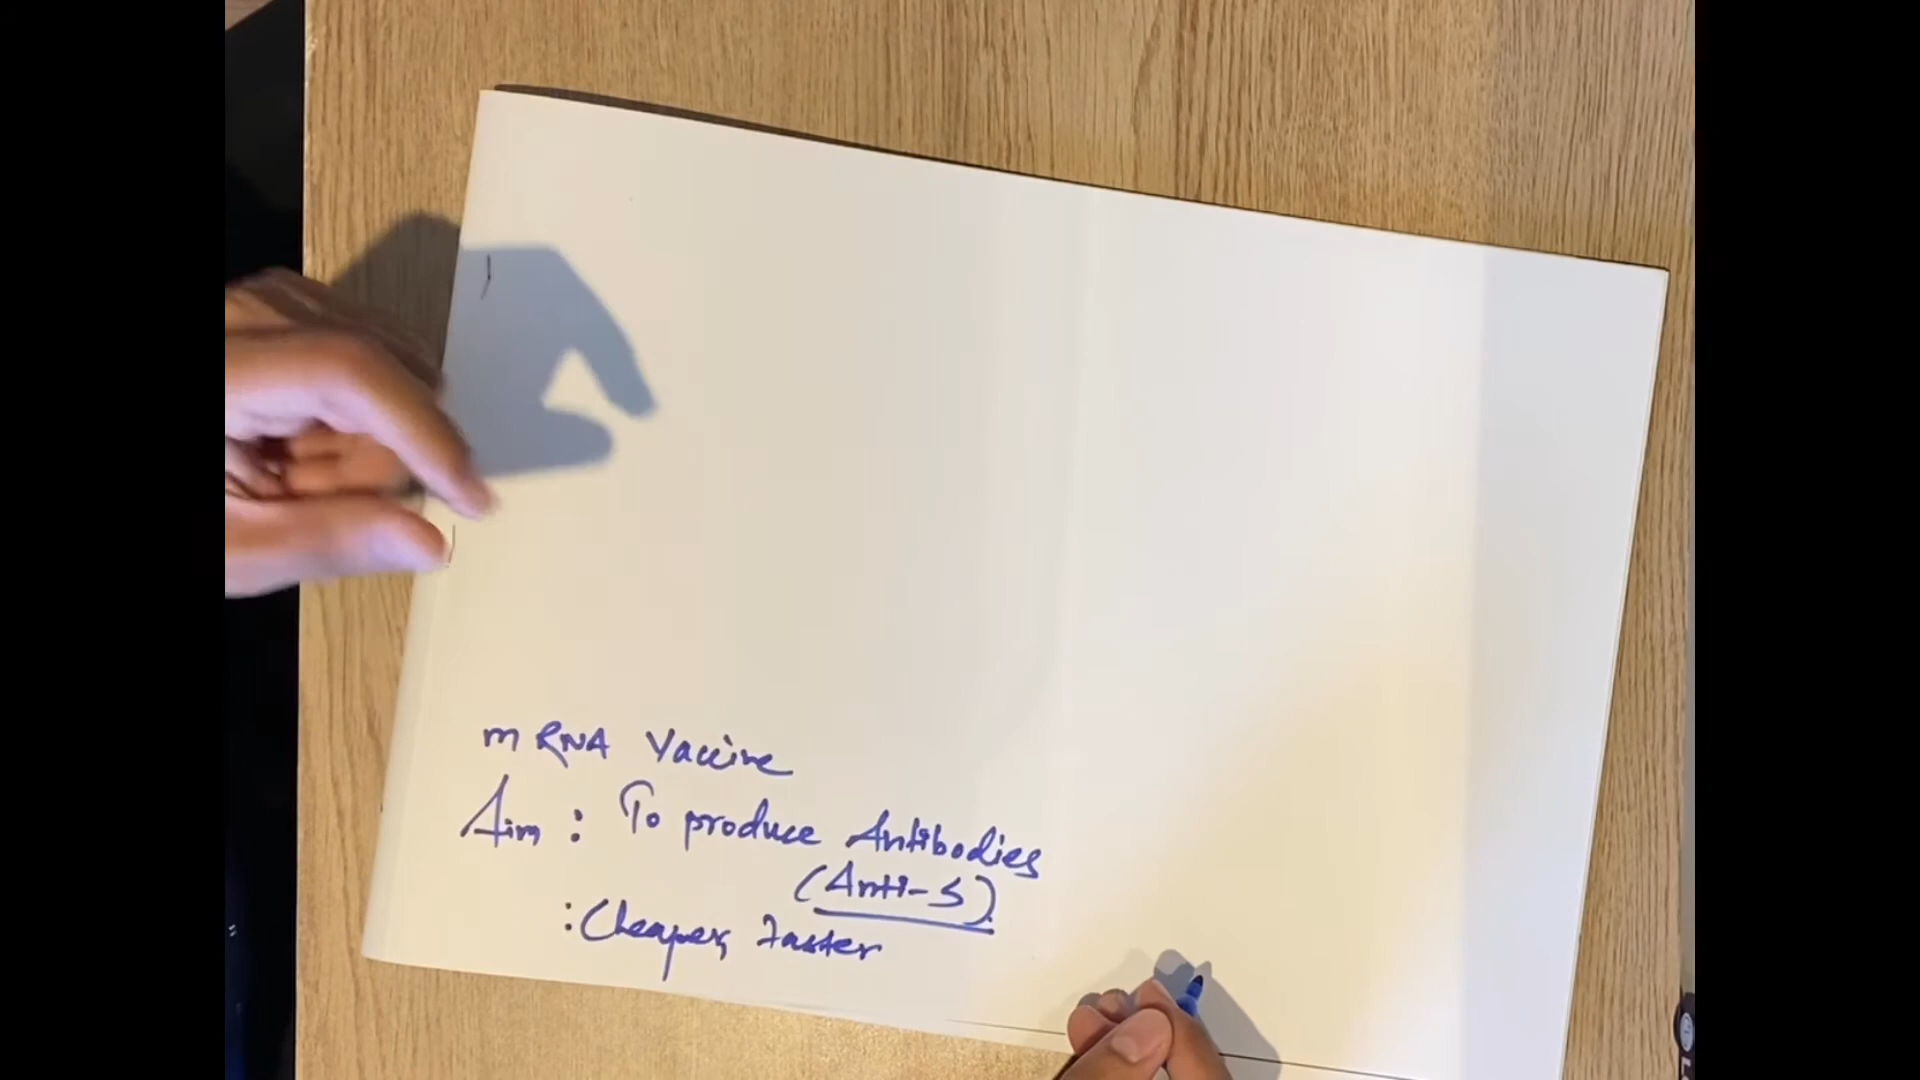 mRNA Vaccine
Aim : To produce Antibodies
(Anti-S)
: Cheaper, Faster